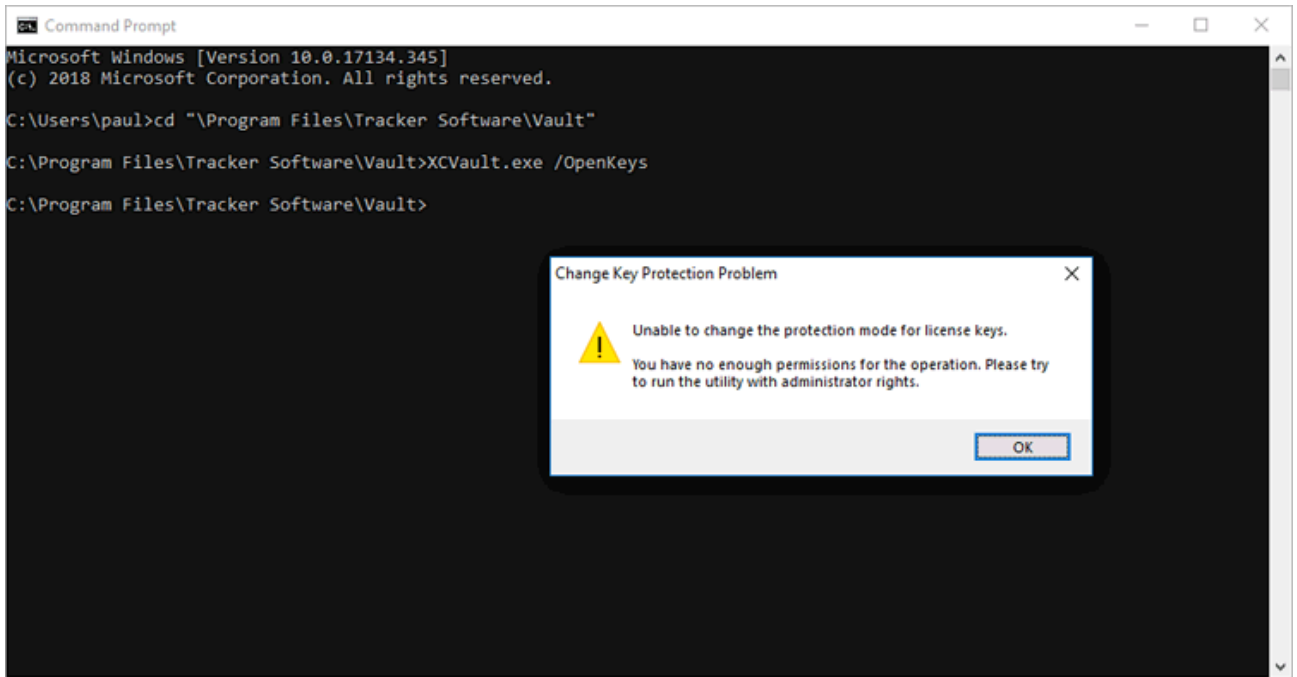 Command Prompt
Microsoft Windows [Version 10.0.17134.345]
(c) 2018 Microsoft Corporation. All rights reserved.
C:\Users\paul>cd "\Program Files\Tracker Software\Vault"
C:\Program Files\Tracker Software\Vault>XCVault.exe /OpenKeys
C:\Program Files\Tracker Software\Vault>
Change Key Protection Problem
Unable to change the protection mode for license keys.
You have no enough permissions for the operation. Please try
to run the utility with administrator rights.
OK